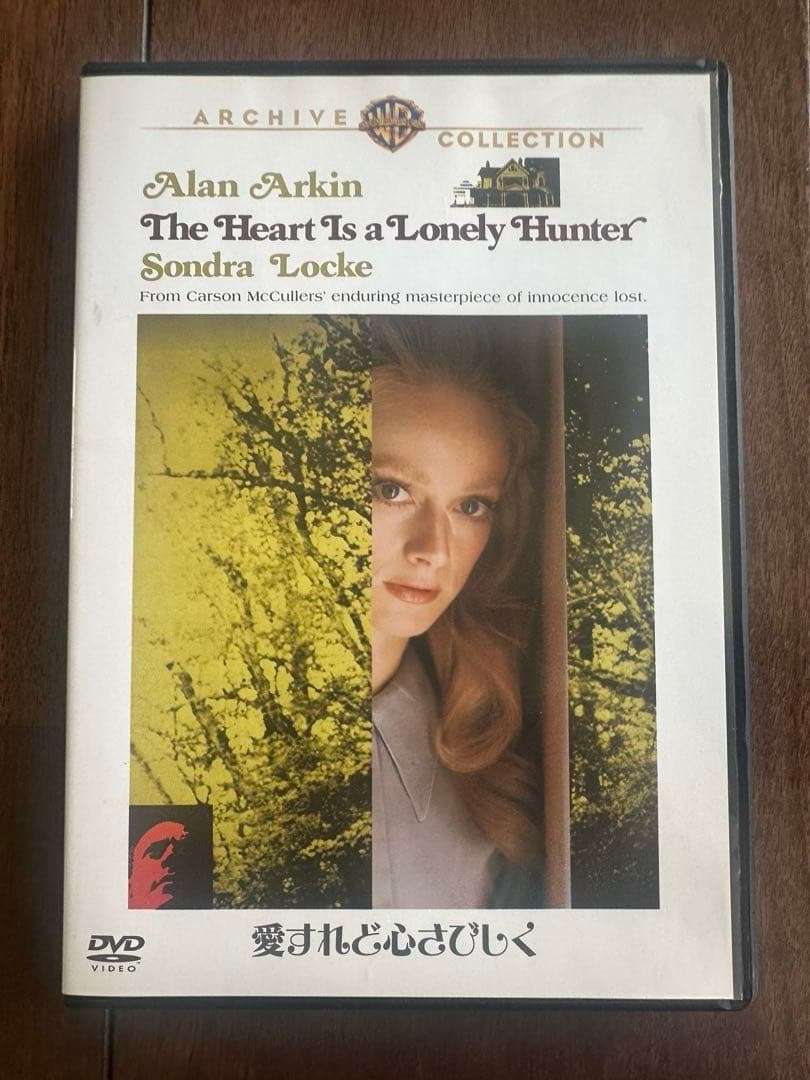 ARCHIVE WB COLLECTION
Alan Arkin
The Heart Is a Lonely Hunter
Sondra Locke
From Carson McCullers' enduring masterpiece of innocence lost.
愛すれど心さびしく
DVD
VIDEO